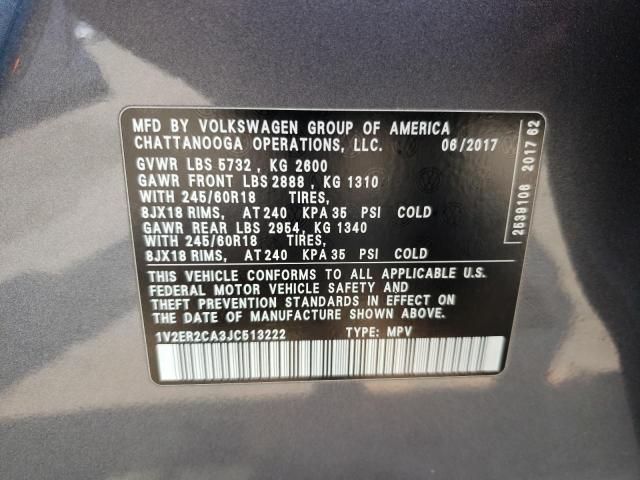 MFD BY VOLKSWAGEN GROUP OF AMERICA
CHATTANOOGA OPERATIONS, LLC. 06/2017
GVWR LBS 5732 , KG 2600
GAWR FRONT LBS 2888 , KG 1310
WITH 245/60R18 TIRES,
8JX18 RIMS, AT 240 KPA 35 PSI COLD
GAWR REAR LBS 2954, KG 1340
WITH 245/60R18 TIRES,
8JX18 RIMS, AT 240 KPA 35 PSI COLD
THIS VEHICLE CONFORMS TO ALL APPLICABLE U.S.
FEDERAL MOTOR VEHICLE SAFETY AND
THEFT PREVENTION STANDARDS IN EFFECT ON
THE DATE OF MANUFACTURE SHOWN ABOVE.
1V2ER2CA3JC513222 TYPE: MPV
2539106 2017 62